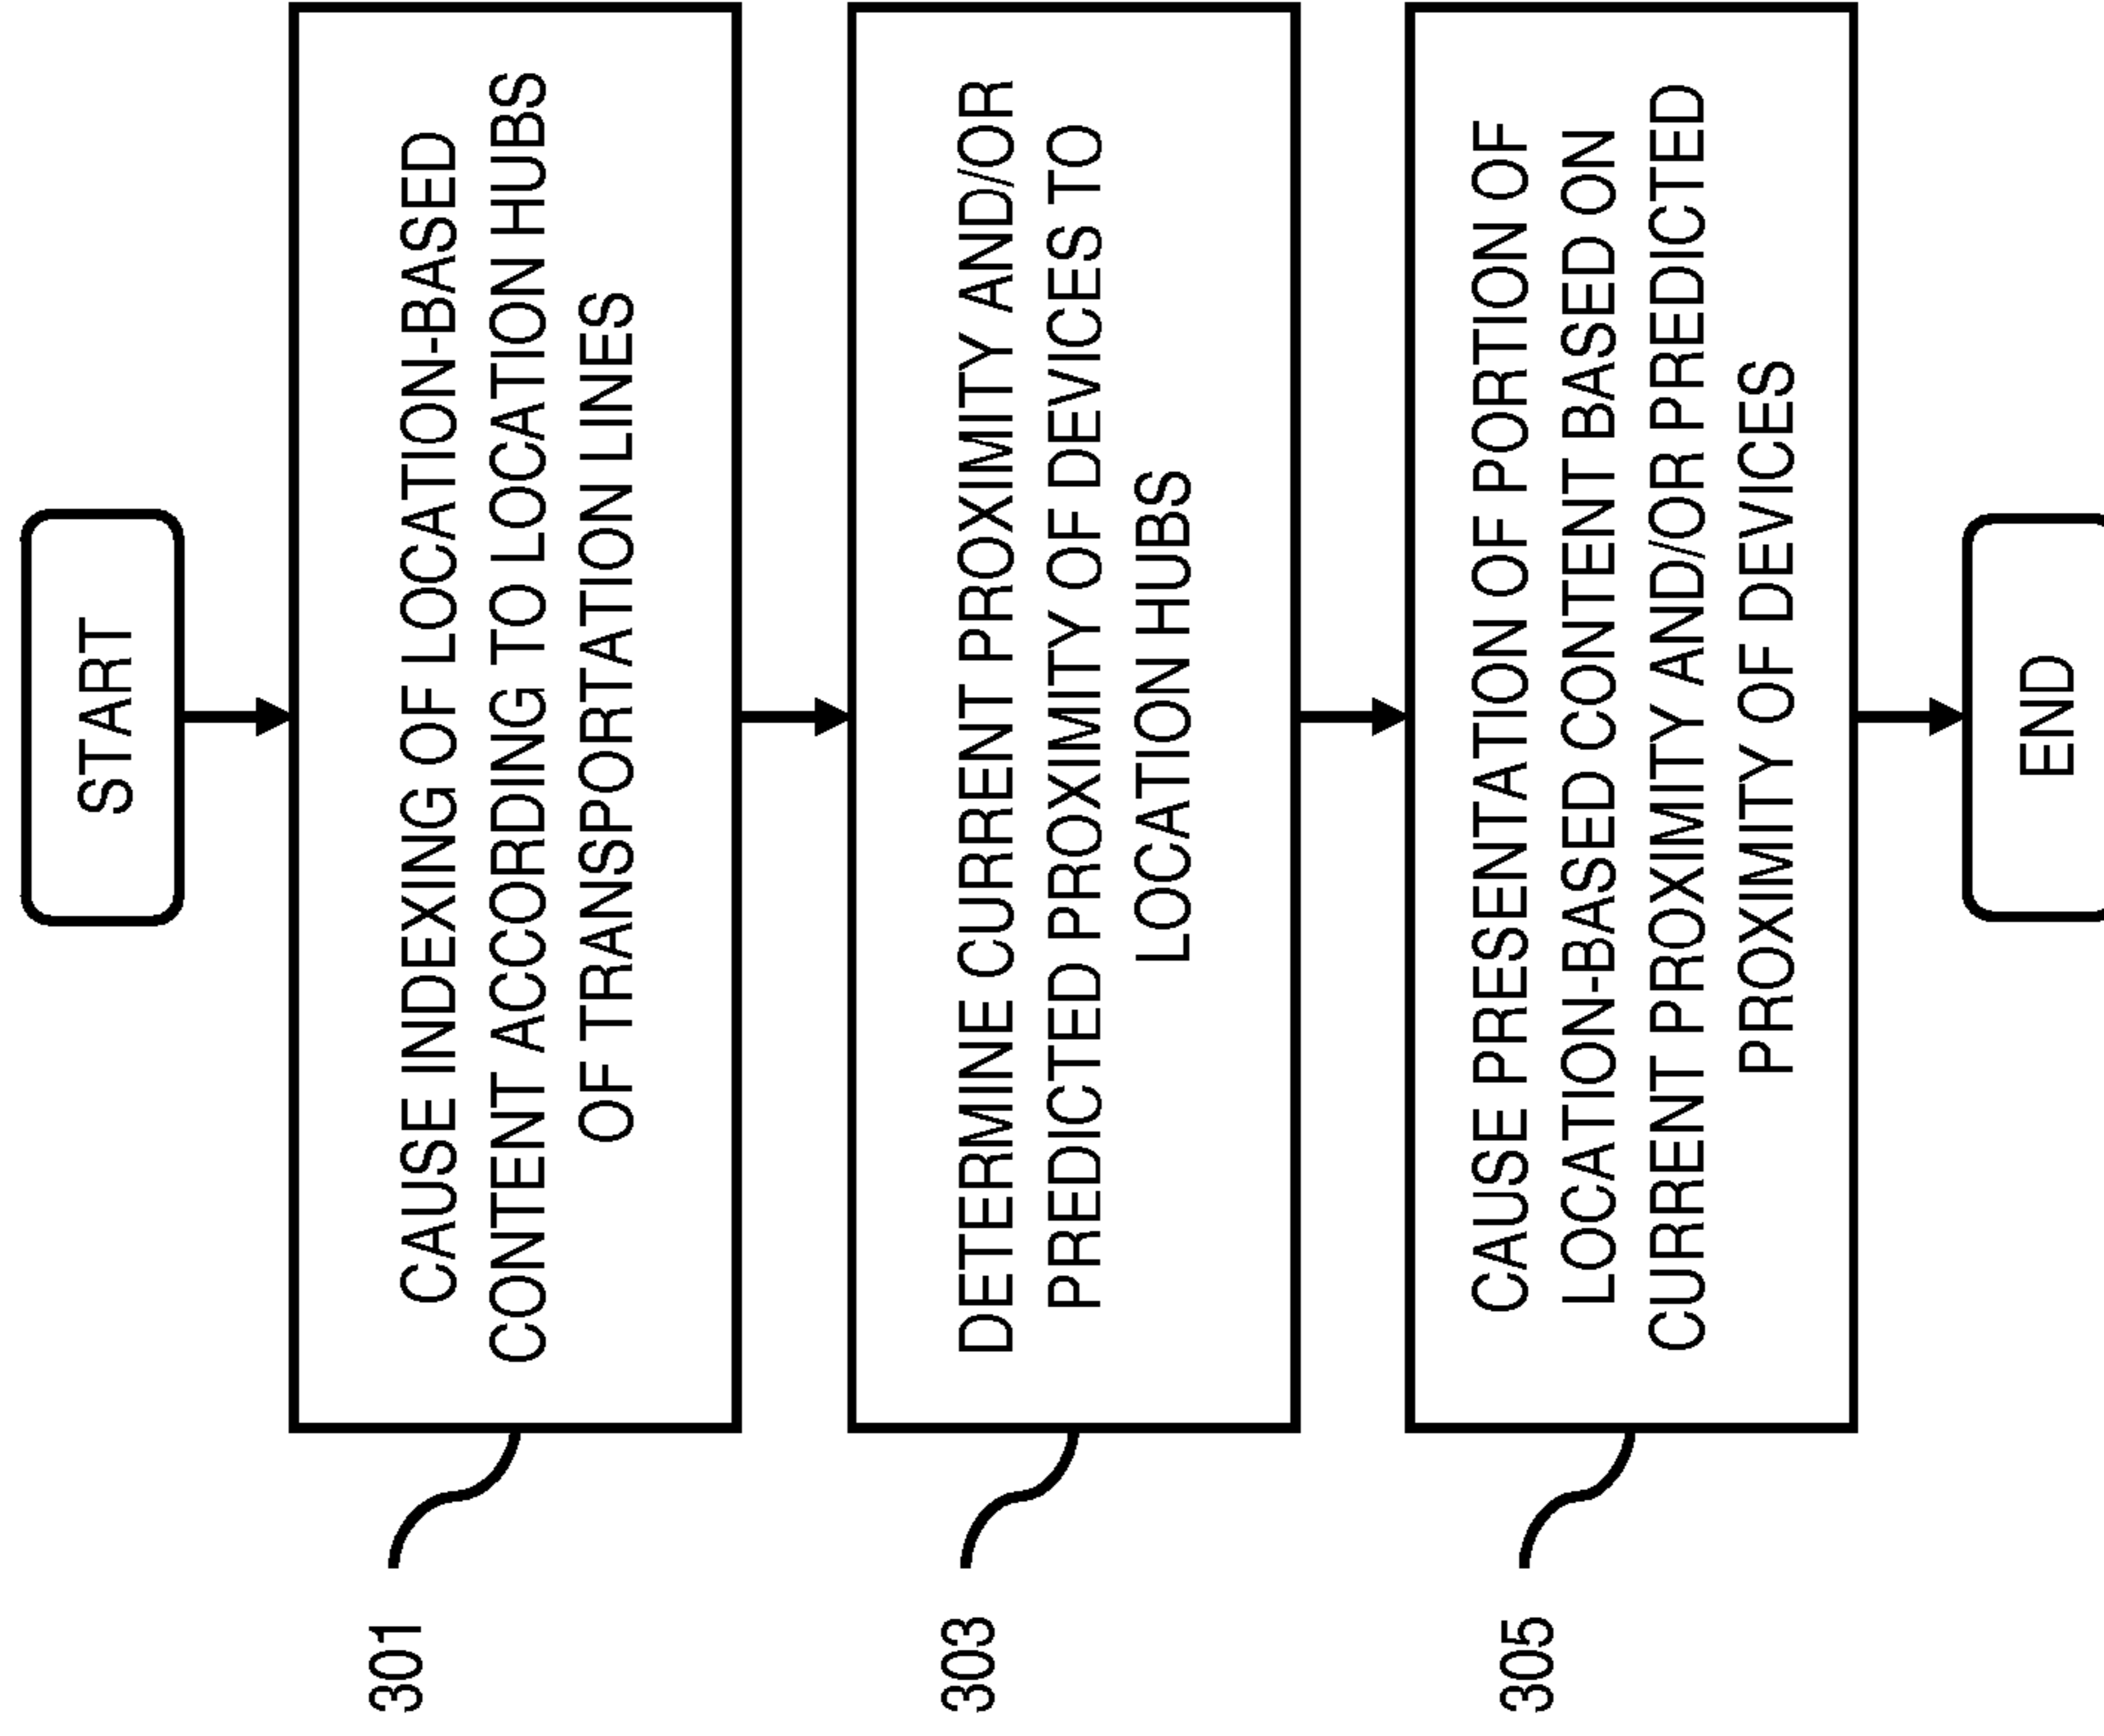 START
301
CAUSE INDEXING OF LOCATION-BASED
CONTENT ACCORDING TO LOCATION HUBS
OF TRANSPORTATION LINES
303
DETERMINE CURRENT PROXIMITY AND/OR
PREDICTED PROXIMITY OF DEVICES TO
LOCATION HUBS
305
CAUSE PRESENTATION OF PORTION OF
LOCATION-BASED CONTENT BASED ON
CURRENT PROXIMITY AND/OR PREDICTED
PROXIMITY OF DEVICES
END